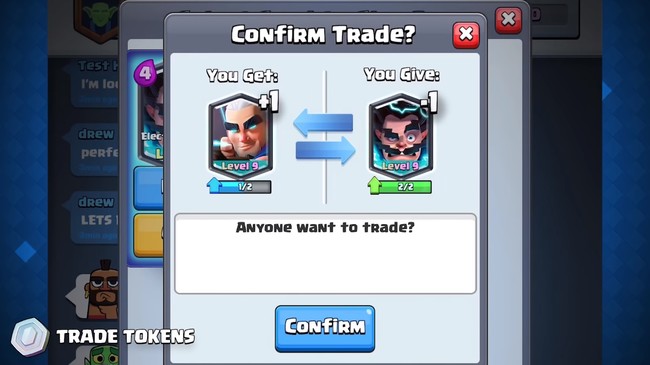 Confirm Trade?
You Get:
You Give:
+1
-1
Level 9
Level 9
1/2
2/2
Anyone want to trade?
Confirm
TRADE TOKENS
4
Elec
Test
I'm
drew
perfe
drew
LETS
0